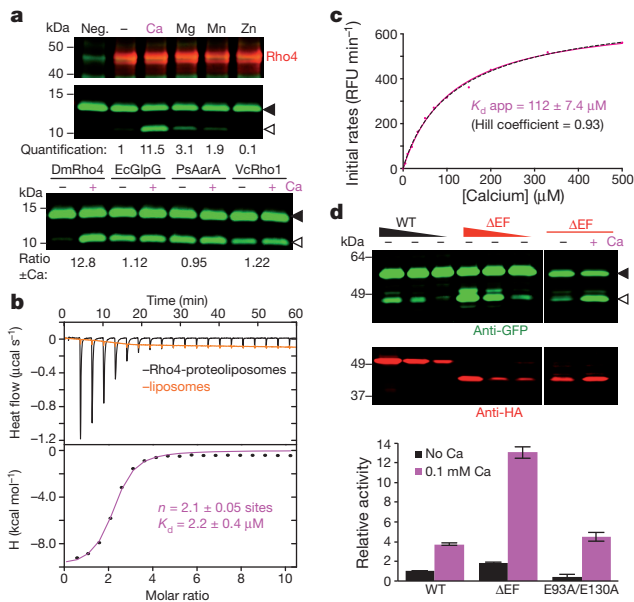 a
kDa Neg. – Ca Mg Mn Zn
50
40
Rho4
15
10
Quantification: 1 11.5 3.1 1.9 0.1
DmRho4 EcGlpG PsAarA VcRho1
kDa – + – + – + – + Ca
15
10
Ratio ±Ca: 12.8 1.12 0.95 1.22
b
Time (min)
0 10 20 30 40 50 60
Heat flow (μcal s⁻¹)
0
−0.4
−0.8
−1.2
–Rho4-proteoliposomes
–liposomes
H (kcal mol⁻¹)
0
−4.0
−8.0
n = 2.1 ± 0.05 sites
Kd = 2.2 ± 0.4 μM
0 2 4 6 8 10
Molar ratio
c
Initial rates (RFU min⁻¹)
600
400
200
0
Kd app = 112 ± 7.4 μM
(Hill coefficient = 0.93)
0 100 200 300 400 500
[Calcium] (μM)
d
WT ΔEF ΔEF
kDa – – – – – – – + Ca
64
49
Anti-GFP
49
37
Anti-HA
Relative activity
14
12
10
8
6
4
2
0
No Ca
0.1 mM Ca
WT ΔEF E93A/E130A